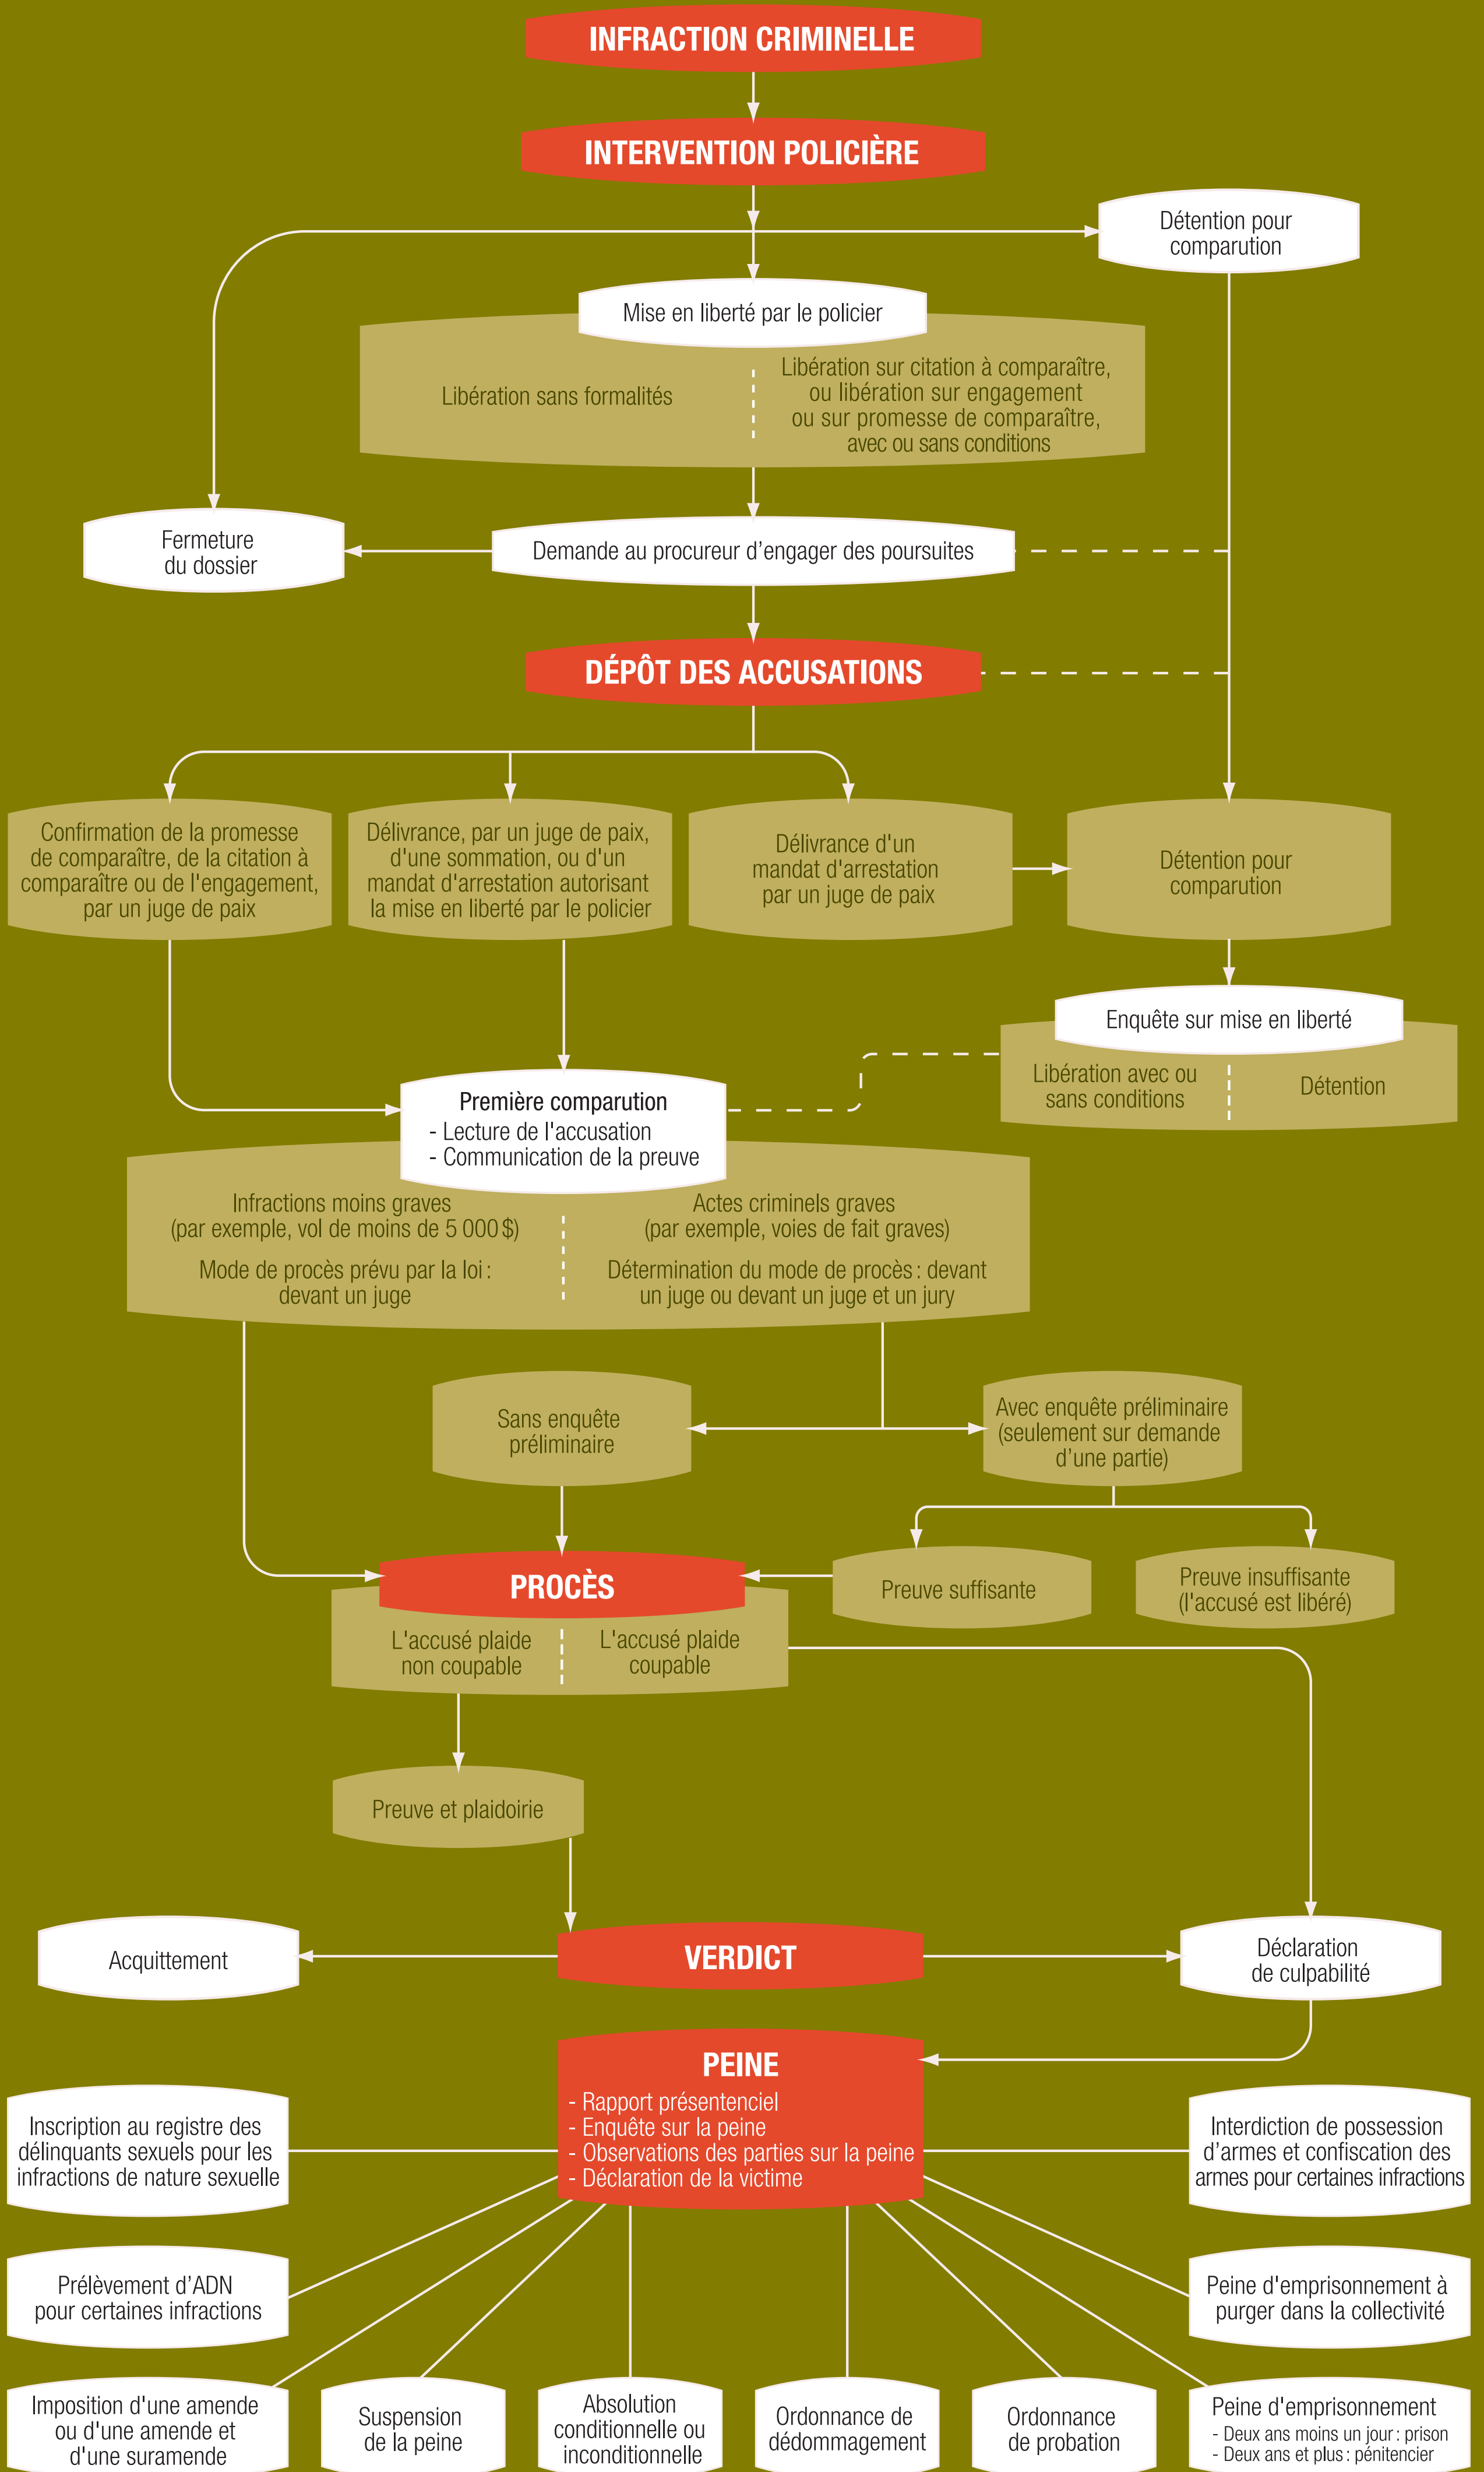 INFRACTION CRIMINELLE
INTERVENTION POLICIÈRE
Détention pour
comparution
Mise en liberté par le policier
Libération sans formalités
Libération sur citation à comparaître,
ou libération sur engagement
ou sur promesse de comparaître,
avec ou sans conditions
Fermeture
du dossier
Demande au procureur d’engager des poursuites
DÉPÔT DES ACCUSATIONS
Confirmation de la promesse
de comparaître, de la citation à
comparaître ou de l'engagement,
par un juge de paix
Délivrance, par un juge de paix,
d'une sommation, ou d'un
mandat d'arrestation autorisant
la mise en liberté par le policier
Délivrance d'un
mandat d'arrestation
par un juge de paix
Détention pour
comparution
Enquête sur mise en liberté
Libération avec ou
sans conditions
Détention
Première comparution
- Lecture de l'accusation
- Communication de la preuve
Infractions moins graves
(par exemple, vol de moins de 5 000 $)
Mode de procès prévu par la loi :
devant un juge
Actes criminels graves
(par exemple, voies de fait graves)
Détermination du mode de procès : devant
un juge ou devant un juge et un jury
Sans enquête
préliminaire
Avec enquête préliminaire
(seulement sur demande
d’une partie)
PROCÈS
L'accusé plaide
non coupable
L'accusé plaide
coupable
Preuve suffisante
Preuve insuffisante
(l'accusé est libéré)
Preuve et plaidoirie
Acquittement
VERDICT
Déclaration
de culpabilité
PEINE
- Rapport présentenciel
- Enquête sur la peine
- Observations des parties sur la peine
- Déclaration de la victime
Inscription au registre des
délinquants sexuels pour les
infractions de nature sexuelle
Interdiction de possession
d’armes et confiscation des
armes pour certaines infractions
Prélèvement d’ADN
pour certaines infractions
Peine d'emprisonnement à
purger dans la collectivité
Imposition d'une amende
ou d'une amende et
d'une suramende
Suspension
de la peine
Absolution
conditionnelle ou
inconditionnelle
Ordonnance de
dédommagement
Ordonnance
de probation
Peine d'emprisonnement
- Deux ans moins un jour : prison
- Deux ans et plus : pénitencier